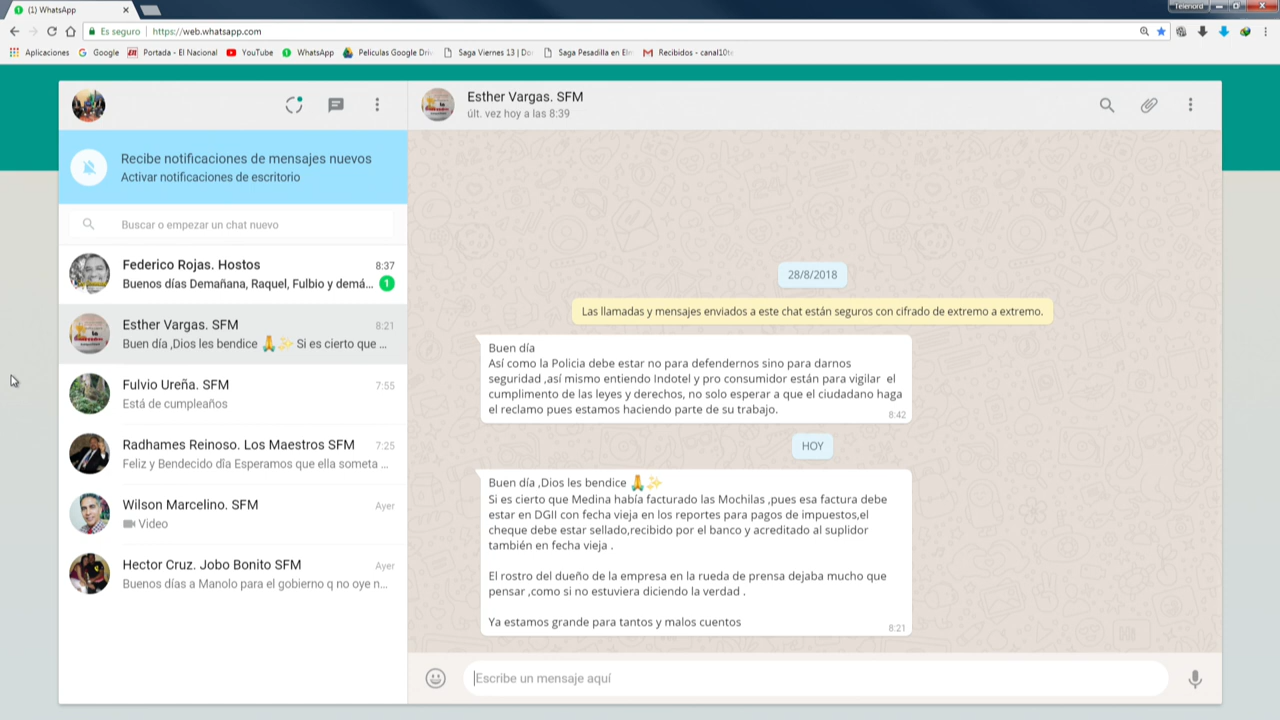 (1) WhatsApp
Telenord
Es seguro
https://web.whatsapp.com
Aplicaciones
Google
Portada - El Nacional
YouTube
WhatsApp
Peliculas Google Driv
Saga Viernes 13 | Do
Saga Pesadilla en Elm
Recibidos - canal10te
Esther Vargas. SFM
últ. vez hoy a las 8:39
Recibe notificaciones de mensajes nuevos
Activar notificaciones de escritorio
Buscar o empezar un chat nuevo
Federico Rojas. Hostos
8:37
Buenos días Demañana, Raquel, Fulbio y demá...
1
Esther Vargas. SFM
8:21
Buen día ,Dios les bendice 🙏✨ Si es cierto que ...
Fulvio Ureña. SFM
7:55
Está de cumpleaños
Radhames Reinoso. Los Maestros SFM
7:25
Feliz y Bendecido dîa Esperamos que ella someta ...
Wilson Marcelino. SFM
Ayer
Video
Hector Cruz. Jobo Bonito SFM
Ayer
Buenos días a Manolo para el gobierno q no oye n...
28/8/2018
Las llamadas y mensajes enviados a este chat están seguros con cifrado de extremo a extremo.
Buen día
Así como la Policia debe estar no para defendernos sino para darnos
seguridad ,así mismo entiendo Indotel y pro consumidor están para vigilar el
cumplimento de las leyes y derechos, no solo esperar a que el ciudadano haga
el reclamo pues estamos haciendo parte de su trabajo.
8:42
HOY
Buen día ,Dios les bendice 🙏✨
Si es cierto que Medina había facturado las Mochilas ,pues esa factura debe
estar en DGII con fecha vieja en los reportes para pagos de impuestos,el
cheque debe estar sellado,recibido por el banco y acreditado al suplidor
también en fecha vieja .
El rostro del dueño de la empresa en la rueda de prensa dejaba mucho que
pensar ,como si no estuviera diciendo la verdad .
Ya estamos grande para tantos y malos cuentos
8:21
Escribe un mensaje aquí